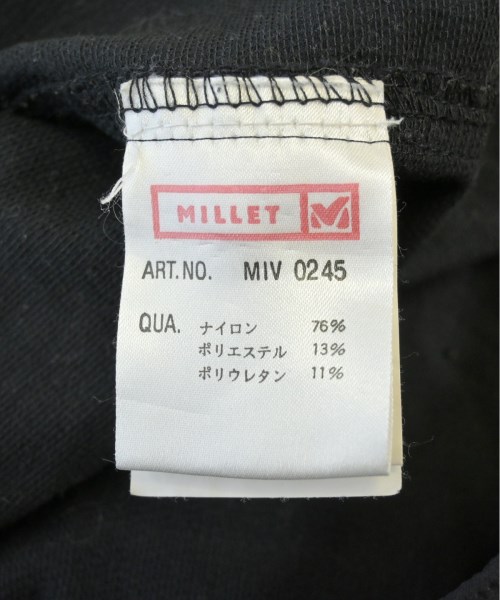 MILLET
ART.NO. MIV 0245
QUA. ナイロン 76%
ポリエステル 13%
ポリウレタン 11%